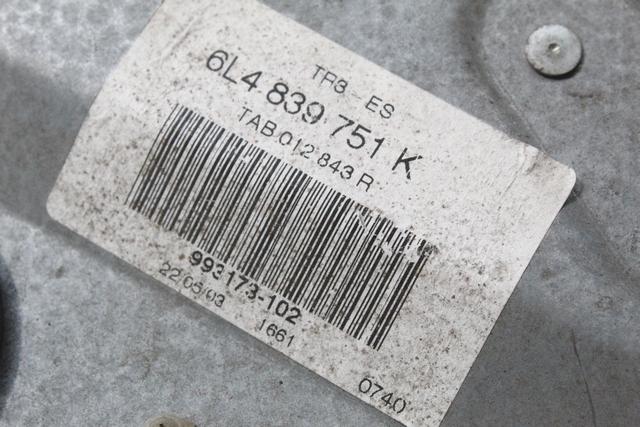 TR3 - ES
6L4 839 751 K
TAB 012 843 R
993173-102
22/05/03 1661
0740